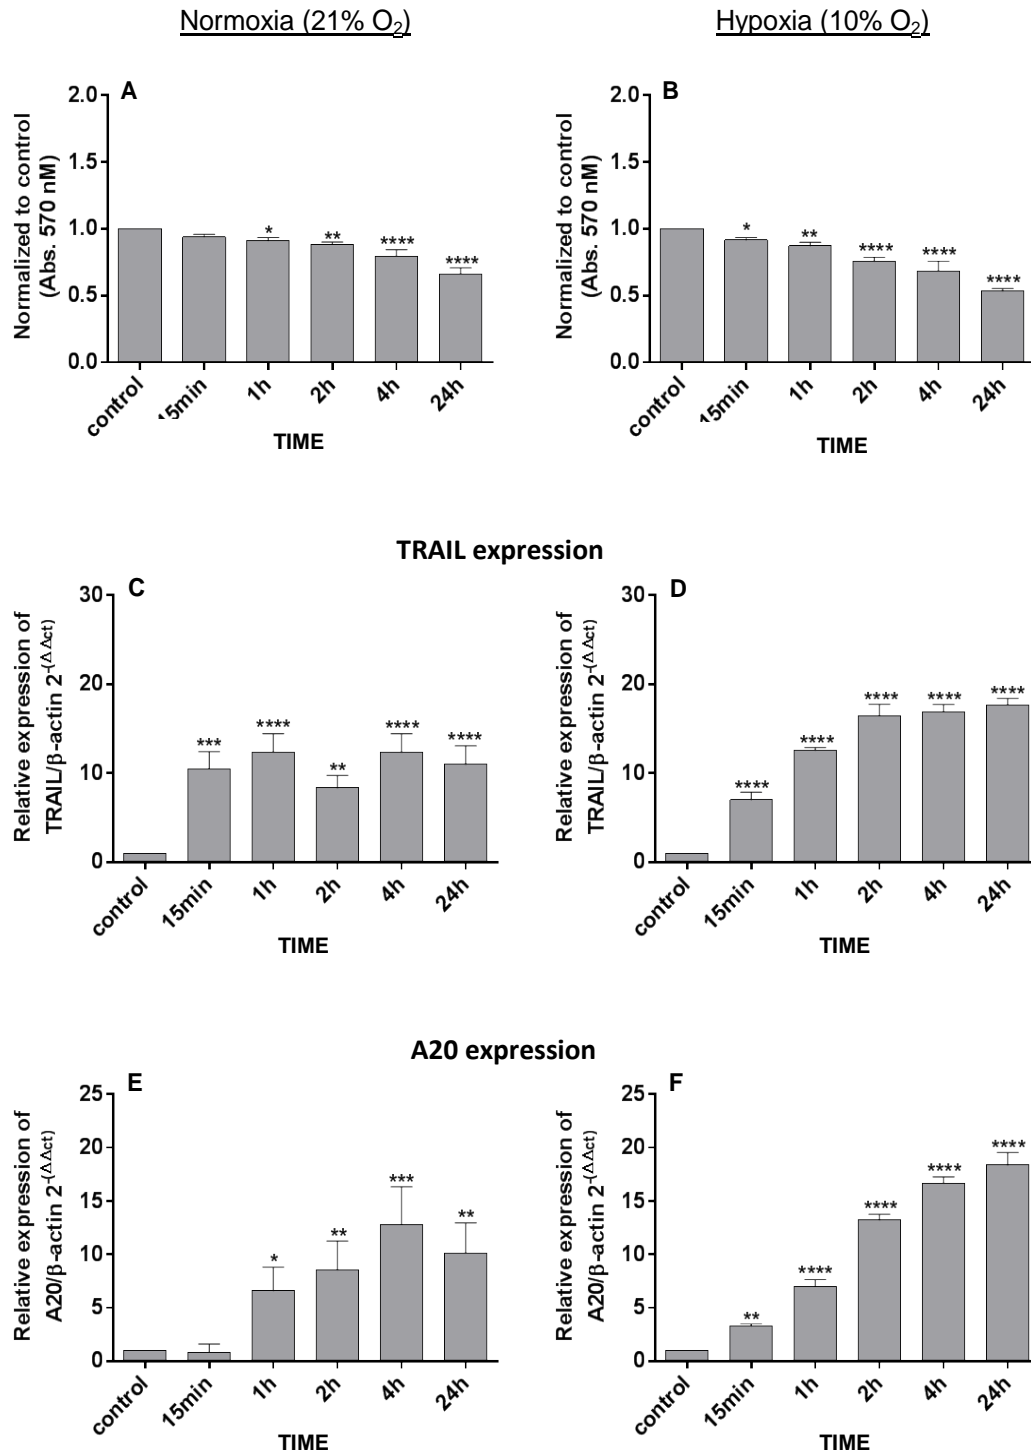 Normoxia (21% O2)
Hypoxia (10% O2)
A
Normalized to control
(Abs. 570 nM)
2.0
1.5
1.0
0.5
0.0
*
**
****
****
control
15min
1h
2h
4h
24h
TIME
B
Normalized to control
(Abs. 570 nM)
2.0
1.5
1.0
0.5
0.0
*
**
****
****
****
control
15min
1h
2h
4h
24h
TIME
TRAIL expression
C
Relative expression of
TRAIL/β-actin 2-(ΔΔct)
30
20
10
0
***
****
**
****
****
control
15min
1h
2h
4h
24h
TIME
D
Relative expression of
TRAIL/β-actin 2-(ΔΔct)
30
20
10
0
****
****
****
****
****
control
15min
1h
2h
4h
24h
TIME
A20 expression
E
Relative expression of
A20/β-actin 2-(ΔΔct)
25
20
15
10
5
0
*
**
***
**
control
15min
1h
2h
4h
24h
TIME
F
Relative expression of
A20/β-actin 2-(ΔΔct)
25
20
15
10
5
0
**
****
****
****
****
control
15min
1h
2h
4h
24h
TIME